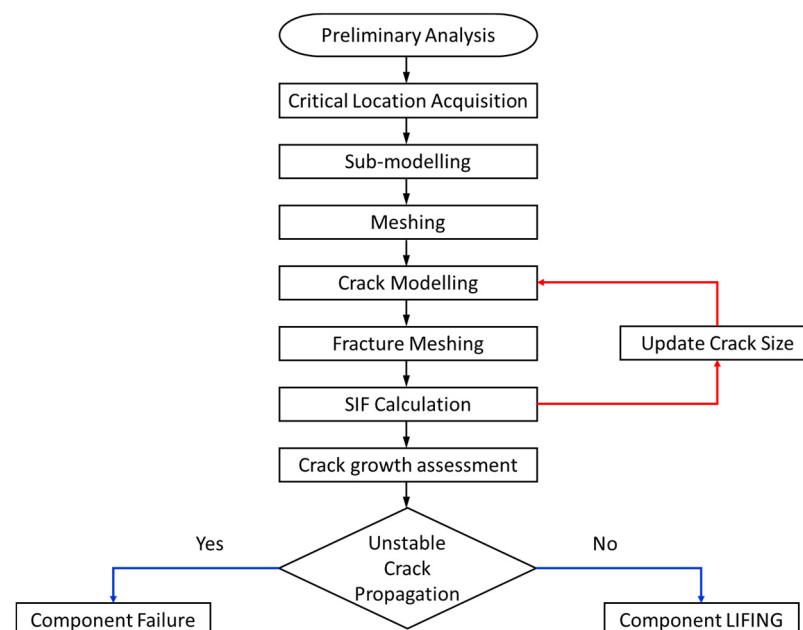 Preliminary Analysis
Critical Location Acquisition
Sub-modelling
Meshing
Crack Modelling
Fracture Meshing
Update Crack Size
SIF Calculation
Crack growth assessment
Yes
Unstable
Crack
Propagation
No
Component Failure
Component LIFING